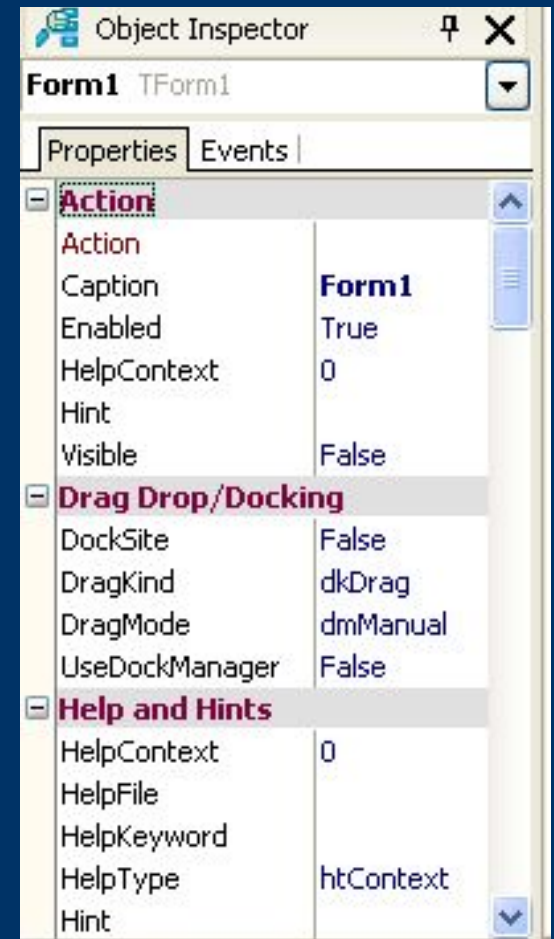 Object Inspector
Form1 TForm1
Properties Events
Action
Action
Caption Form1
Enabled True
HelpContext 0
Hint
Visible False
Drag Drop/Docking
DockSite False
DragKind dkDrag
DragMode dmManual
UseDockManager False
Help and Hints
HelpContext 0
HelpFile
HelpKeyword
HelpType htContext
Hint